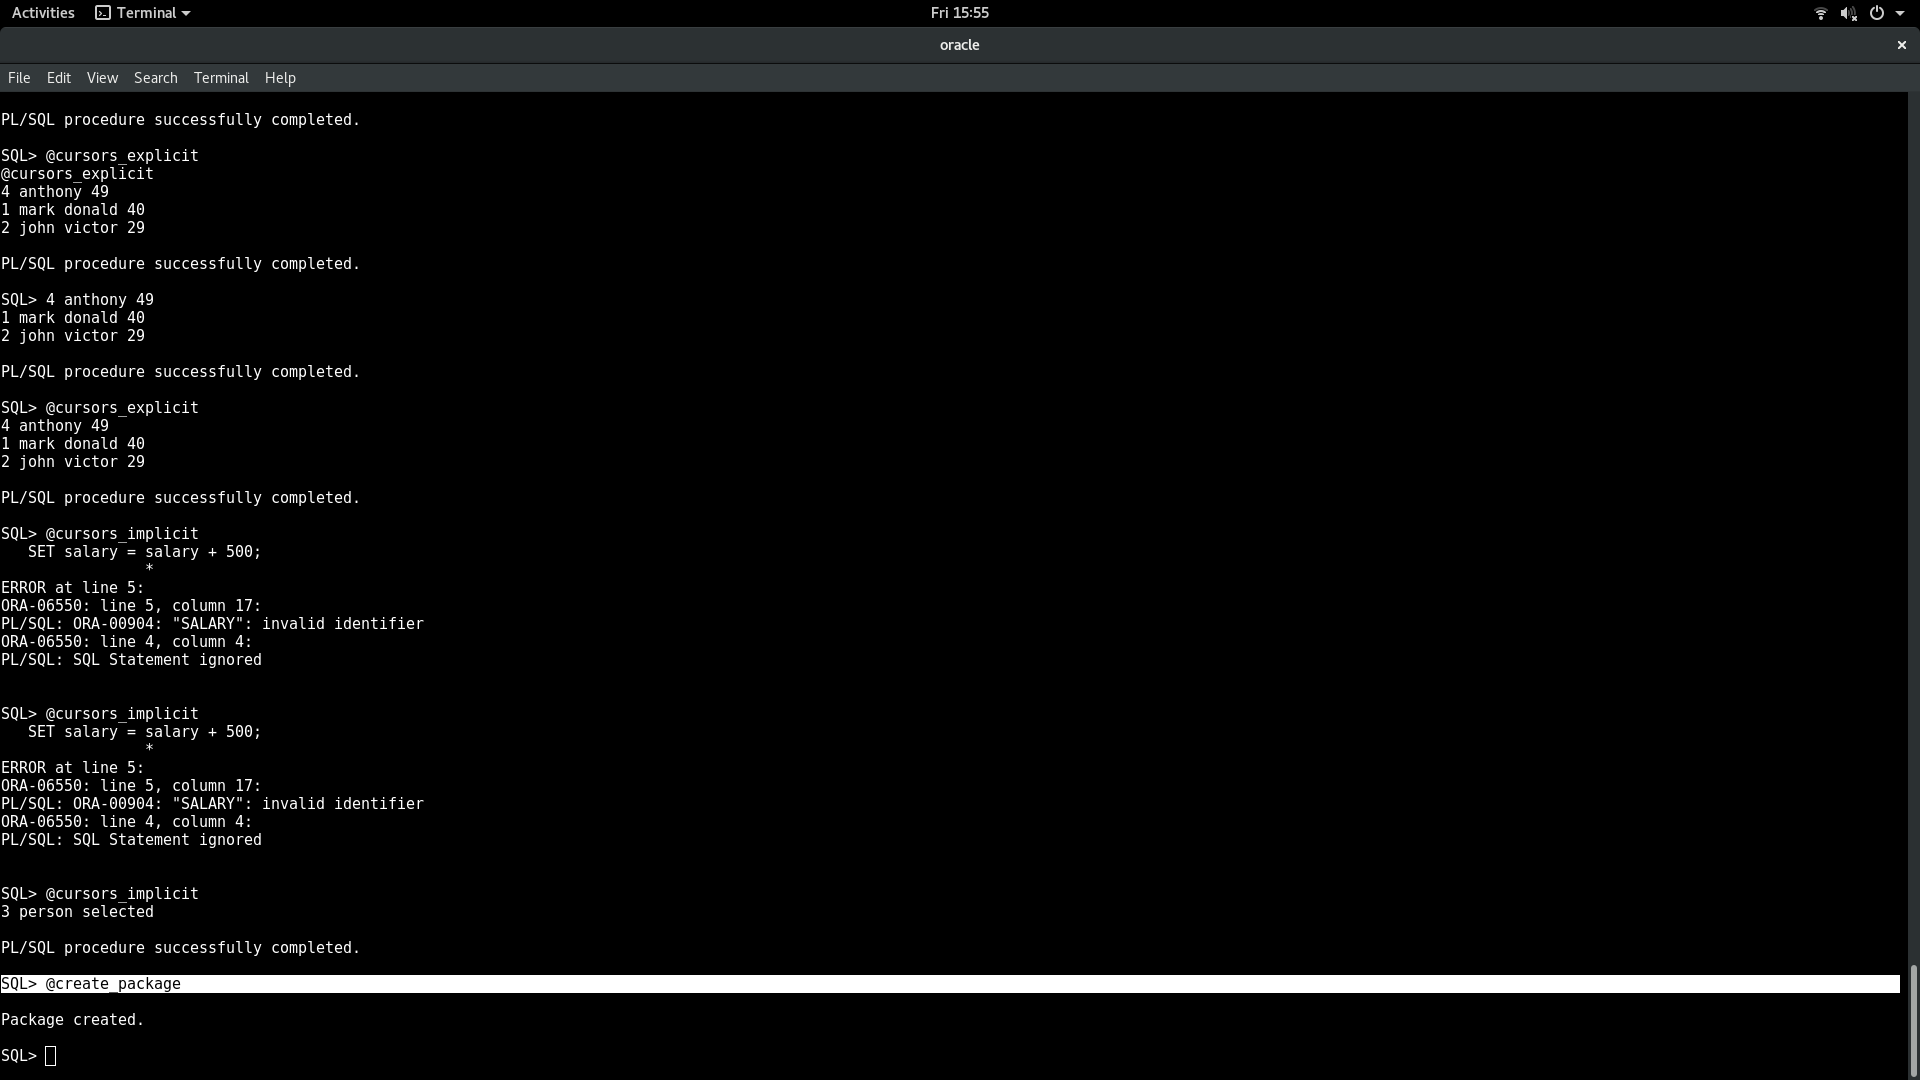 Activities Terminal Fri 15:55
oracle
File Edit View Search Terminal Help
PL/SQL procedure successfully completed.
SQL> @cursors_explicit
@cursors_explicit
4 anthony 49
1 mark donald 40
2 john victor 29
PL/SQL procedure successfully completed.
SQL> 4 anthony 49
1 mark donald 40
2 john victor 29
PL/SQL procedure successfully completed.
SQL> @cursors_explicit
4 anthony 49
1 mark donald 40
2 john victor 29
PL/SQL procedure successfully completed.
SQL> @cursors_implicit
   SET salary = salary + 500;
                *
ERROR at line 5:
ORA-06550: line 5, column 17:
PL/SQL: ORA-00904: "SALARY": invalid identifier
ORA-06550: line 4, column 4:
PL/SQL: SQL Statement ignored
SQL> @cursors_implicit
   SET salary = salary + 500;
                *
ERROR at line 5:
ORA-06550: line 5, column 17:
PL/SQL: ORA-00904: "SALARY": invalid identifier
ORA-06550: line 4, column 4:
PL/SQL: SQL Statement ignored
SQL> @cursors_implicit
3 person selected
PL/SQL procedure successfully completed.
SQL> @create_package
Package created.
SQL>